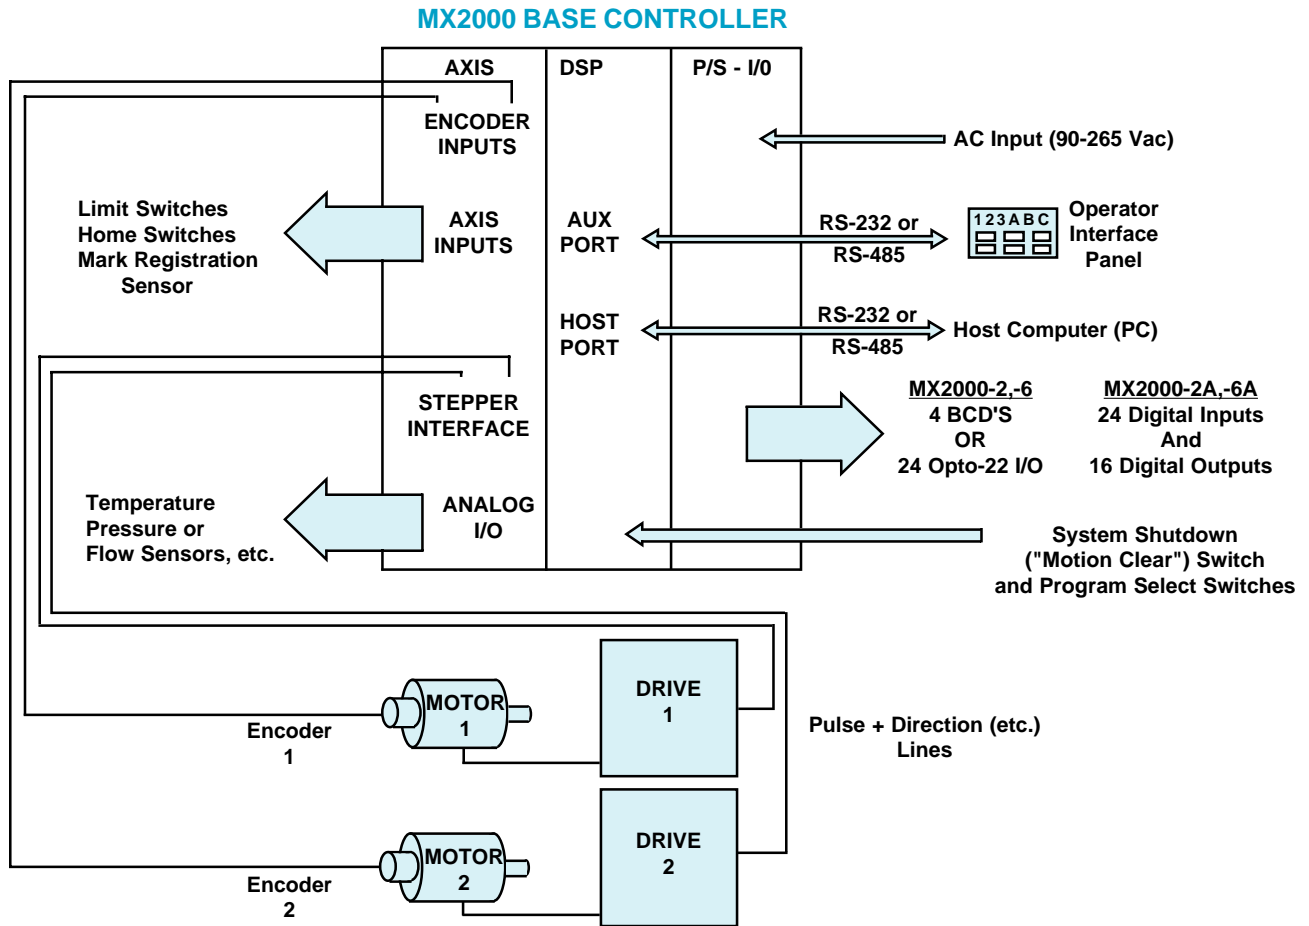 MX2000 BASE CONTROLLER
AXIS
DSP
P/S - I/0
ENCODER
INPUTS
AC Input (90-265 Vac)
Limit Switches
Home Switches
Mark Registration
Sensor
AXIS
INPUTS
AUX
PORT
RS-232 or
RS-485
123ABC
Operator
Interface
Panel
HOST
PORT
RS-232 or
RS-485
Host Computer (PC)
STEPPER
INTERFACE
MX2000-2,-6
4 BCD'S
OR
24 Opto-22 I/O
MX2000-2A,-6A
24 Digital Inputs
And
16 Digital Outputs
Temperature
Pressure or
Flow Sensors, etc.
ANALOG
I/O
System Shutdown
("Motion Clear") Switch
and Program Select Switches
Encoder
1
MOTOR
1
DRIVE
1
Pulse + Direction (etc.)
Lines
Encoder
2
MOTOR
2
DRIVE
2